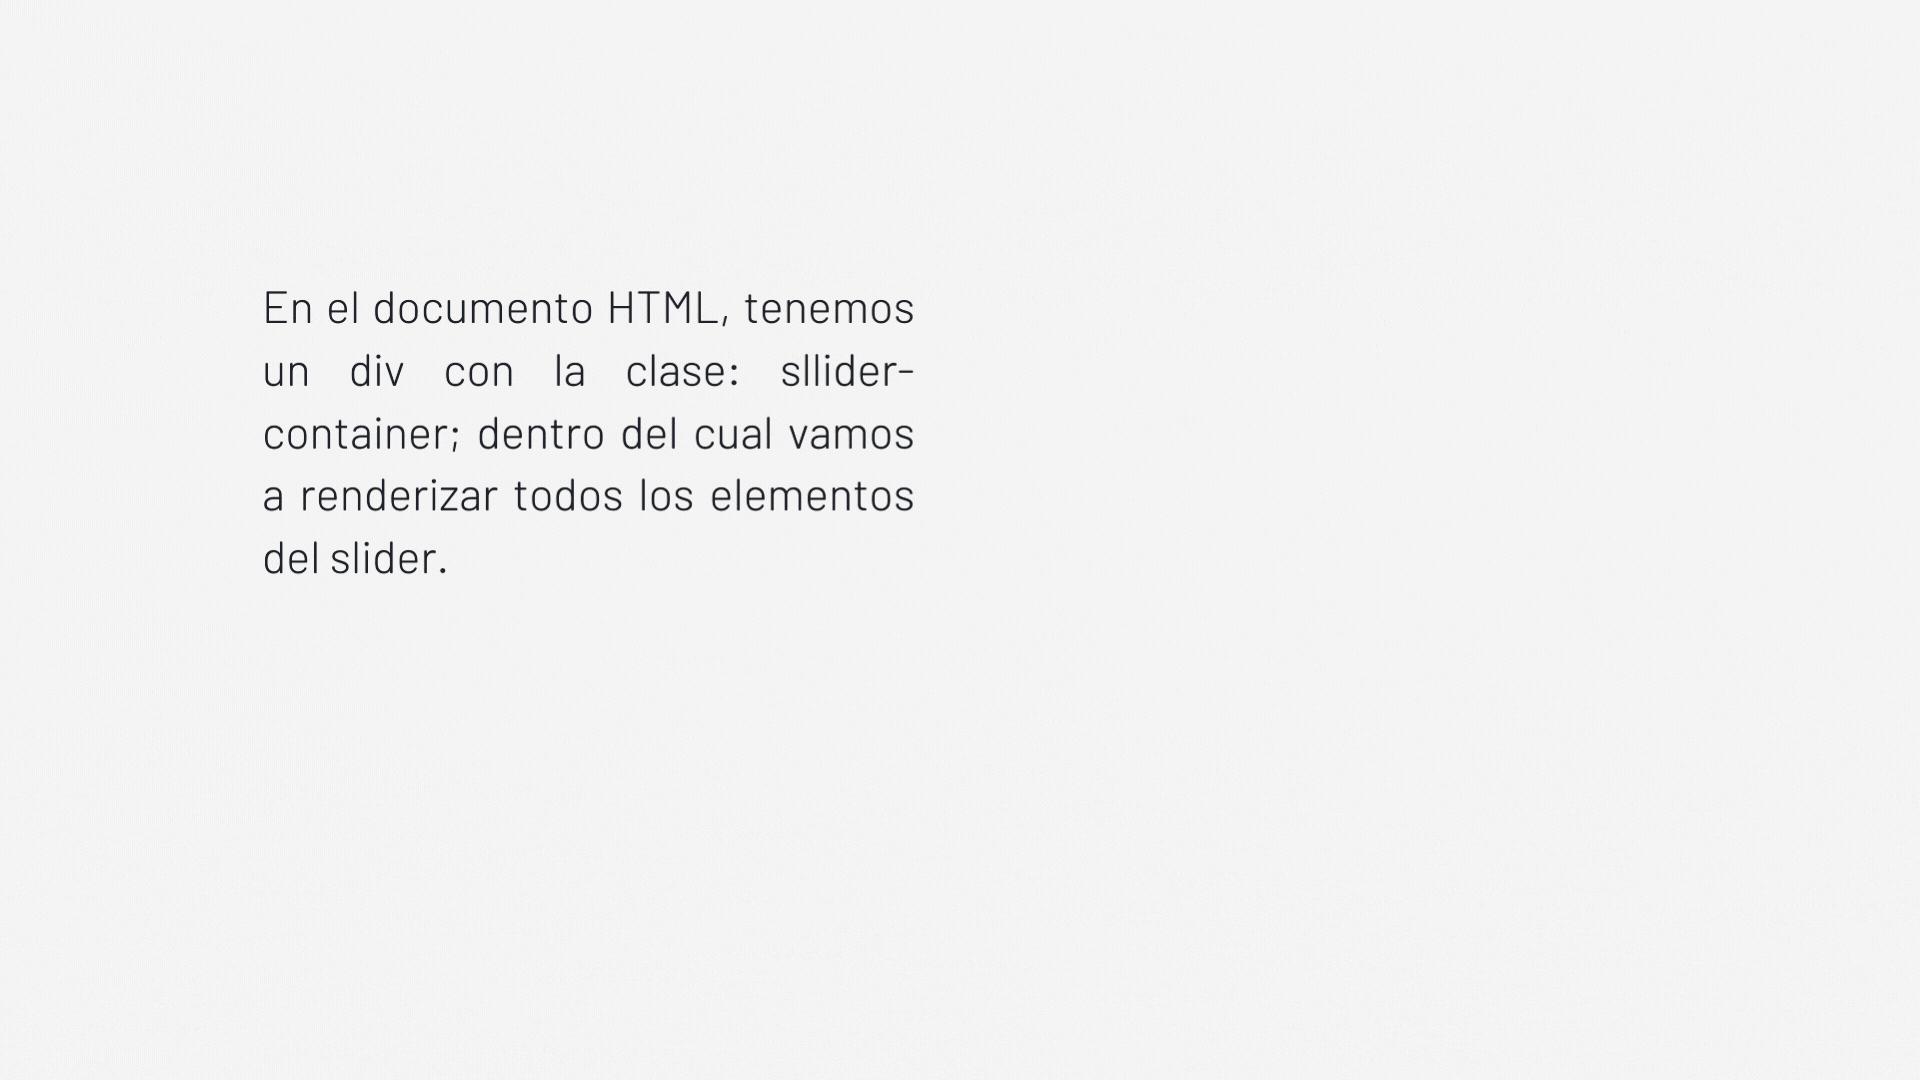 En el documento HTML, tenemos
un div con la clase: sllider-
container; dentro del cual vamos
a renderizar todos los elementos
del slider.